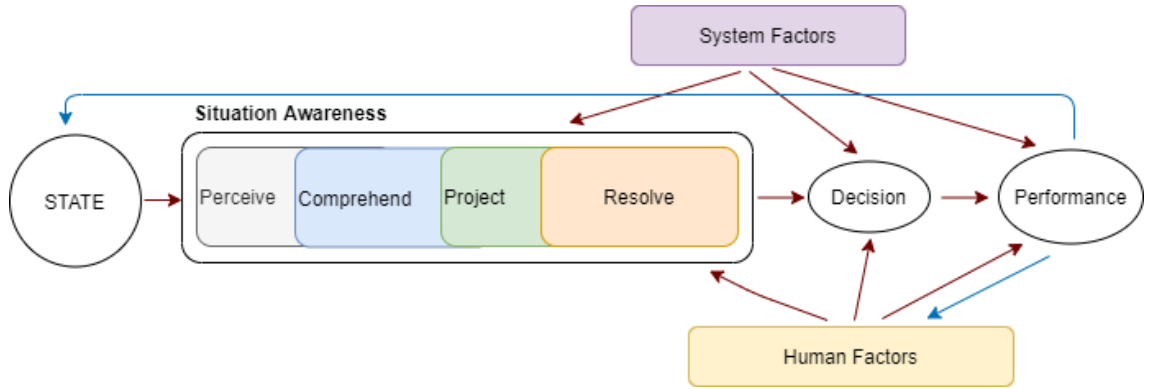 System Factors
Situation Awareness
STATE
Perceive
Comprehend
Project
Resolve
Decision
Performance
Human Factors